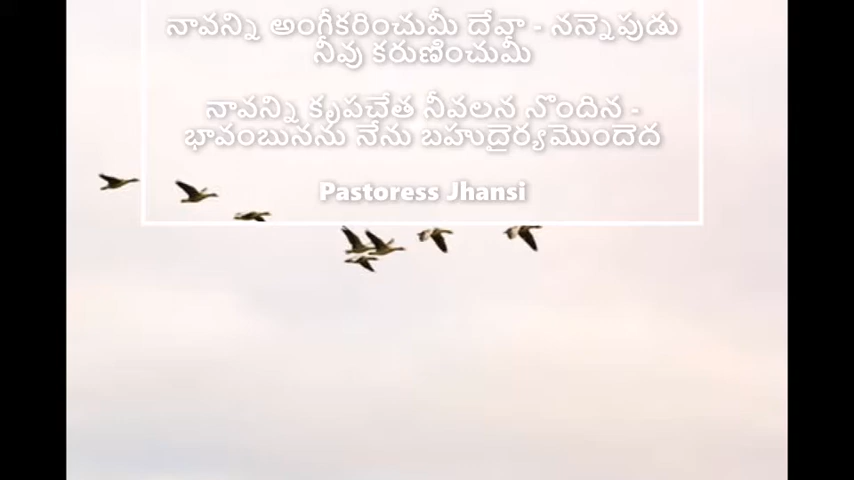 నావన్ని అంగీకరించుమీ దేవా - నన్నెపుడు
నీవు కరుణించుమీ
నావన్ని కృపచేత నీవలన నొందిన -
భావంబునను నేను బహుధైర్యమొందెద
Pastoress Jhansi